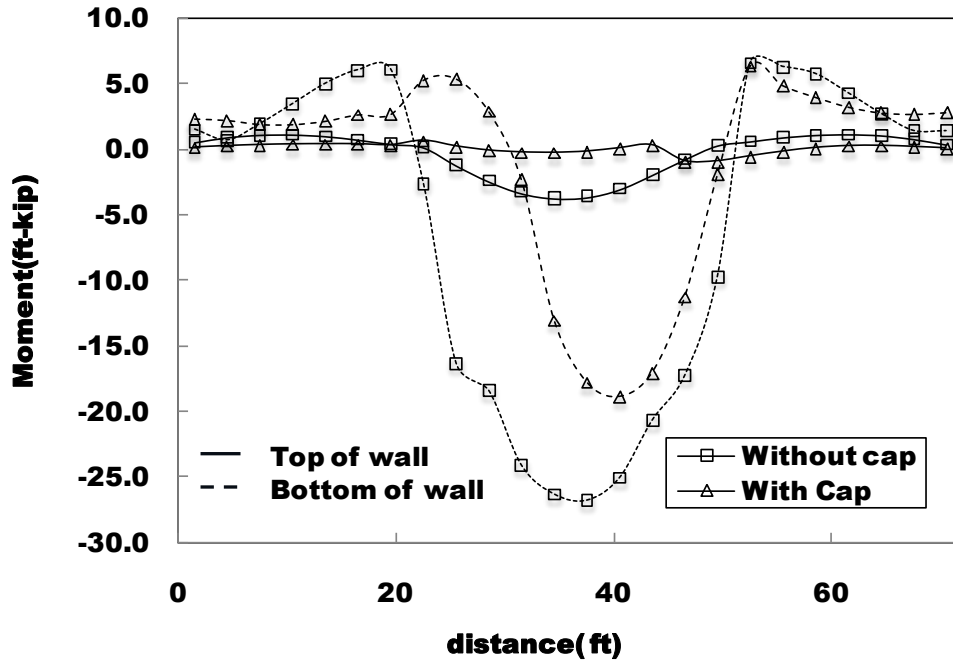 Moment(ft-kip)
10.0
5.0
0.0
-5.0
-10.0
-15.0
-20.0
-25.0
-30.0
Top of wall
Bottom of wall
Without cap
With Cap
0
20
40
60
distance(ft)